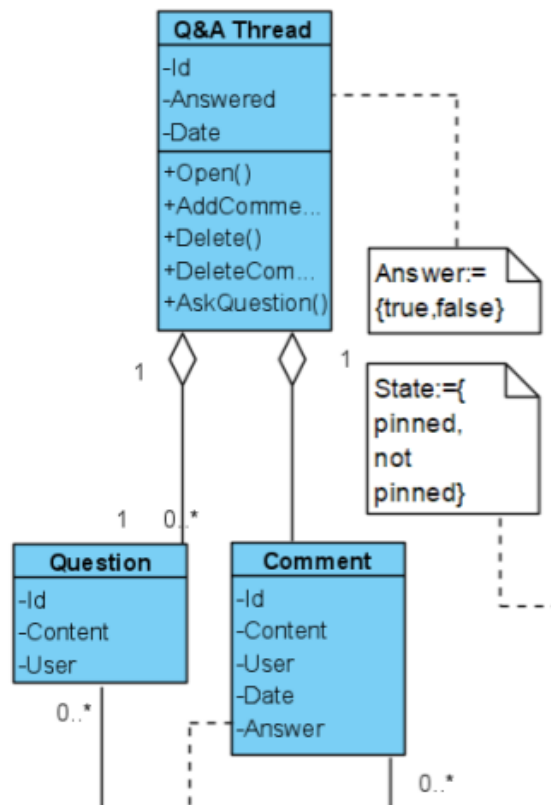 Q&A Thread
-Id
-Answered
-Date
+Open()
+AddComme...
+Delete()
+DeleteCom...
+AskQuestion()
Answer:=
{true,false}
1
1
State:={
pinned,
not
pinned}
1
0..*
Question
-Id
-Content
-User
Comment
-Id
-Content
-User
-Date
-Answer
0..*
0..*